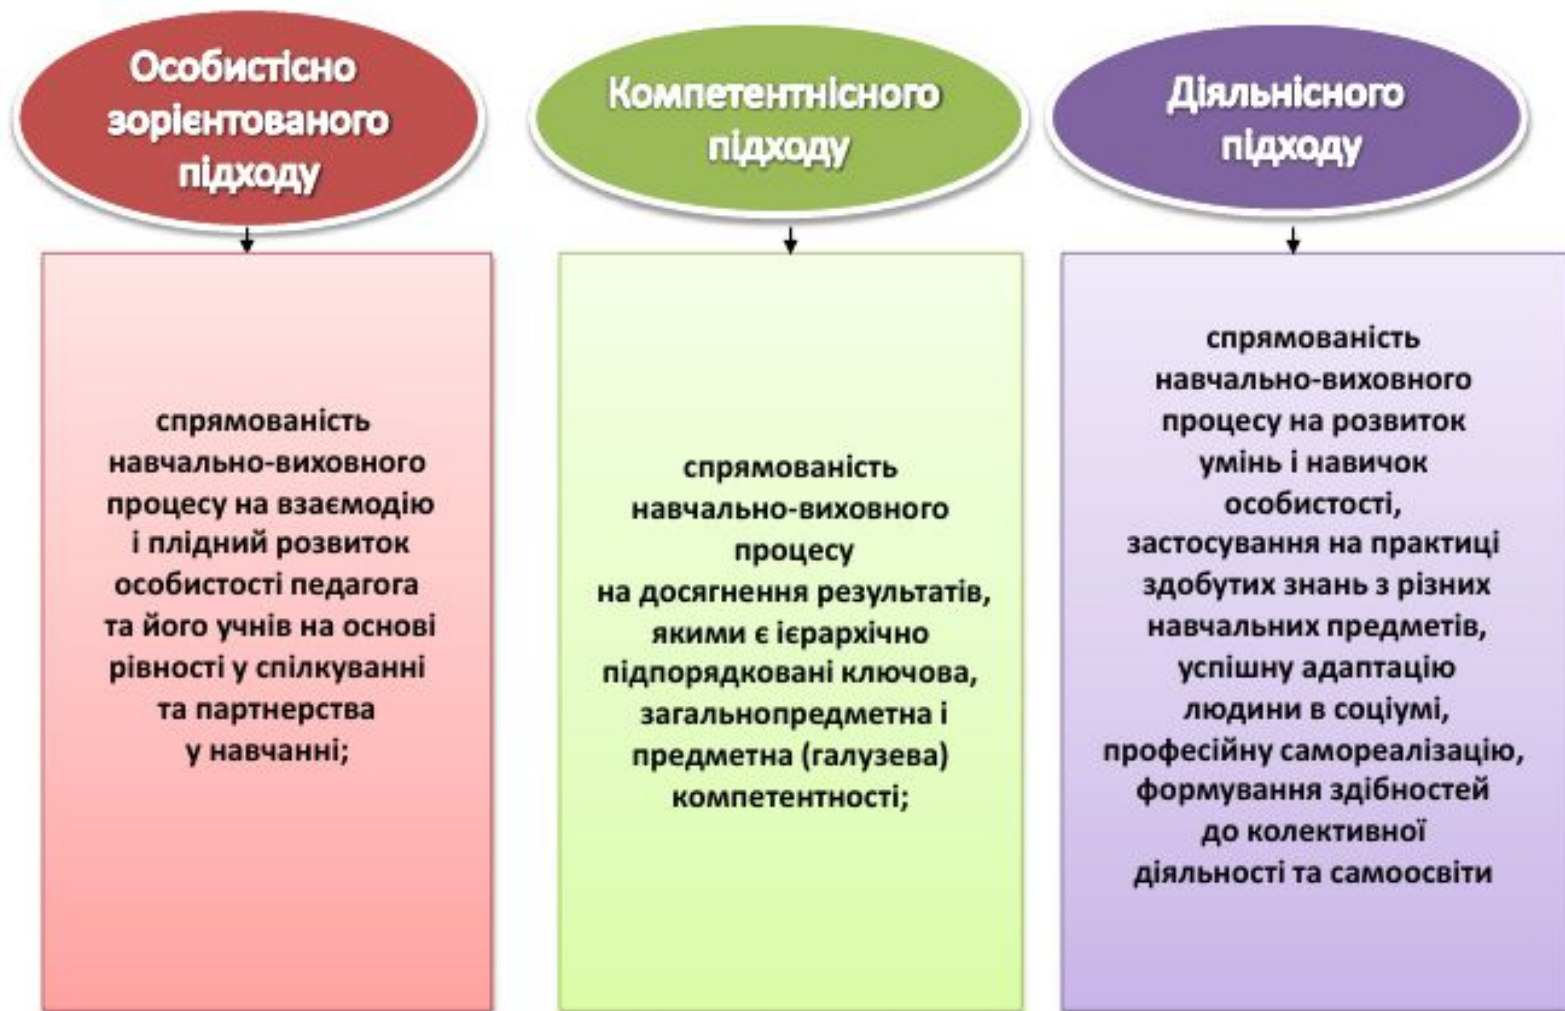 Особистісно
зорієнтованого
підходу
спрямованість
навчально-виховного
процесу на взаємодію
і плідний розвиток
особистості педагога
та його учнів на основі
рівності у спілкуванні
та партнерства
у навчанні;
Компетентнісного
підходу
спрямованість
навчально-виховного
процесу
на досягнення результатів,
якими є ієрархічно
підпорядковані ключова,
загальнопредметна і
предметна (галузева)
компетентності;
Діяльнісного
підходу
спрямованість
навчально-виховного
процесу на розвиток
умінь і навичок
особистості,
застосування на практиці
здобутих знань з різних
навчальних предметів,
успішну адаптацію
людини в соціумі,
професійну самореалізацію,
формування здібностей
до колективної
діяльності та самоосвіти